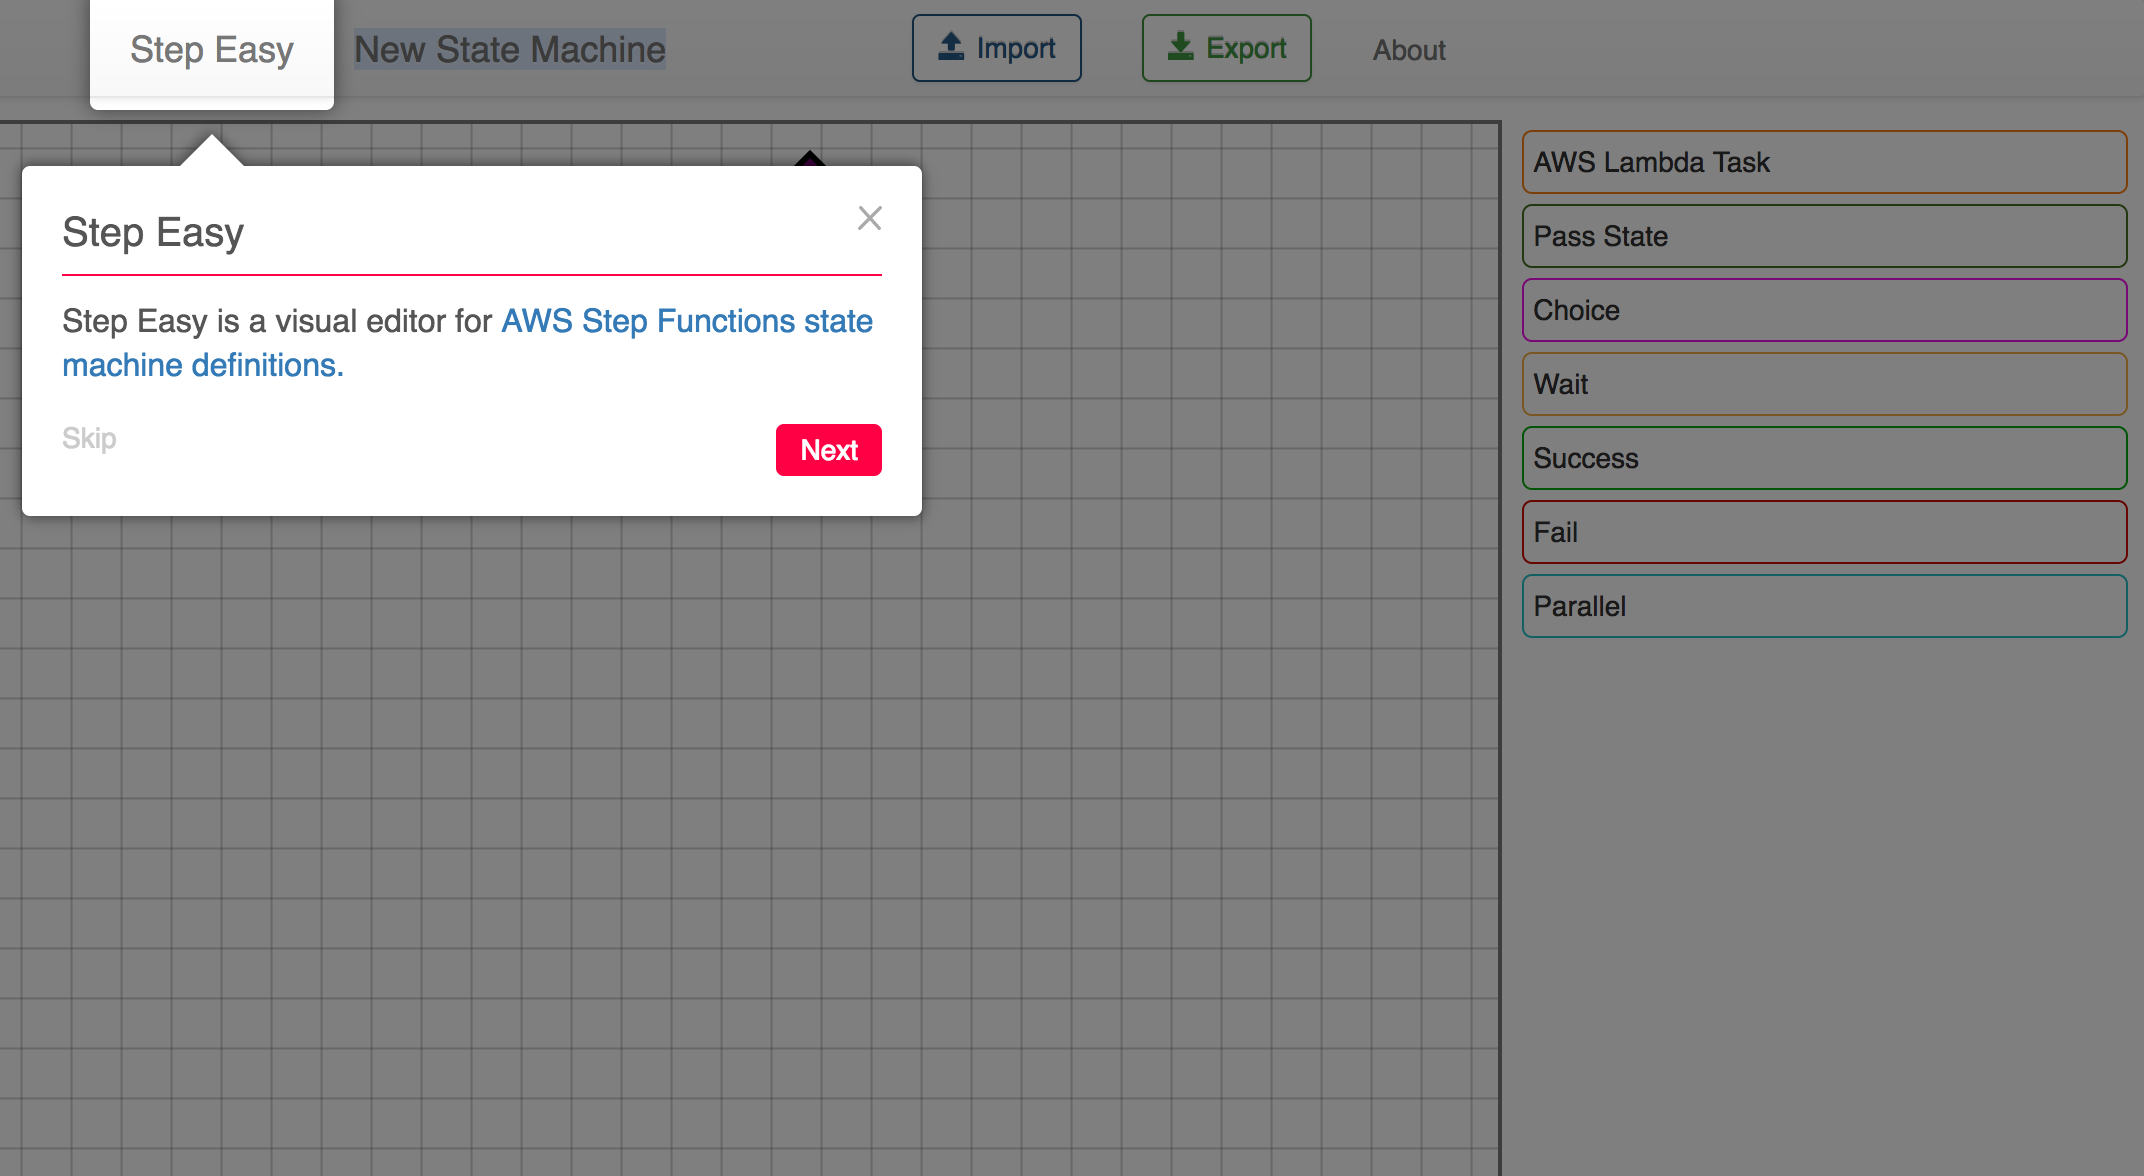 Step Easy
New State Machine
Import
Export
About
Step Easy
Step Easy is a visual editor for AWS Step Functions state
machine definitions.
Skip
Next
AWS Lambda Task
Pass State
Choice
Wait
Success
Fail
Parallel